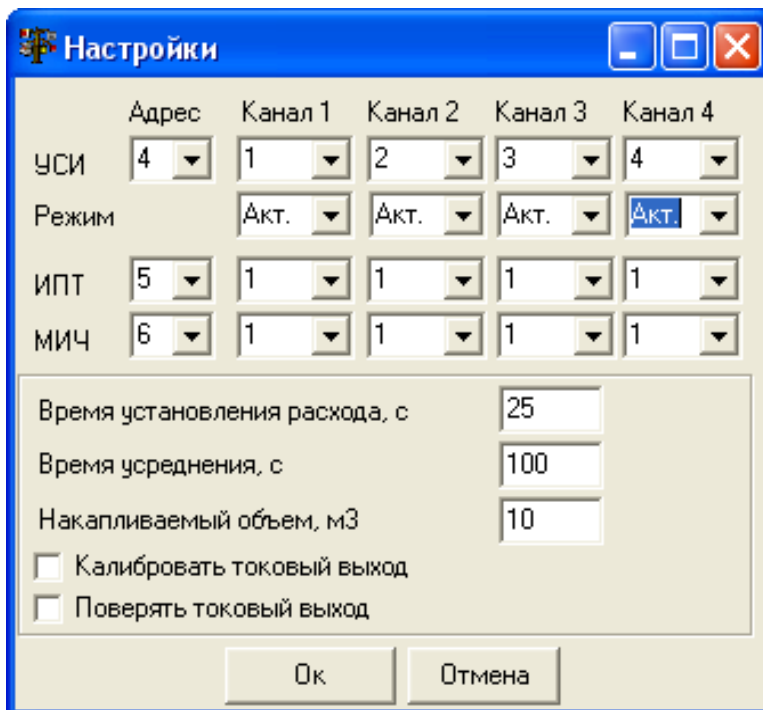 Настройки
Адрес Канал 1 Канал 2 Канал 3 Канал 4
УСИ 4 1 2 3 4
Режим Акт. Акт. Акт. Акт.
ИПТ 5 1 1 1 1
МИЧ 6 1 1 1 1
Время установления расхода, с 25
Время усреднения, с 100
Накапливаемый объем, м3 10
Калибровать токовый выход
Поверять токовый выход
Ок Отмена